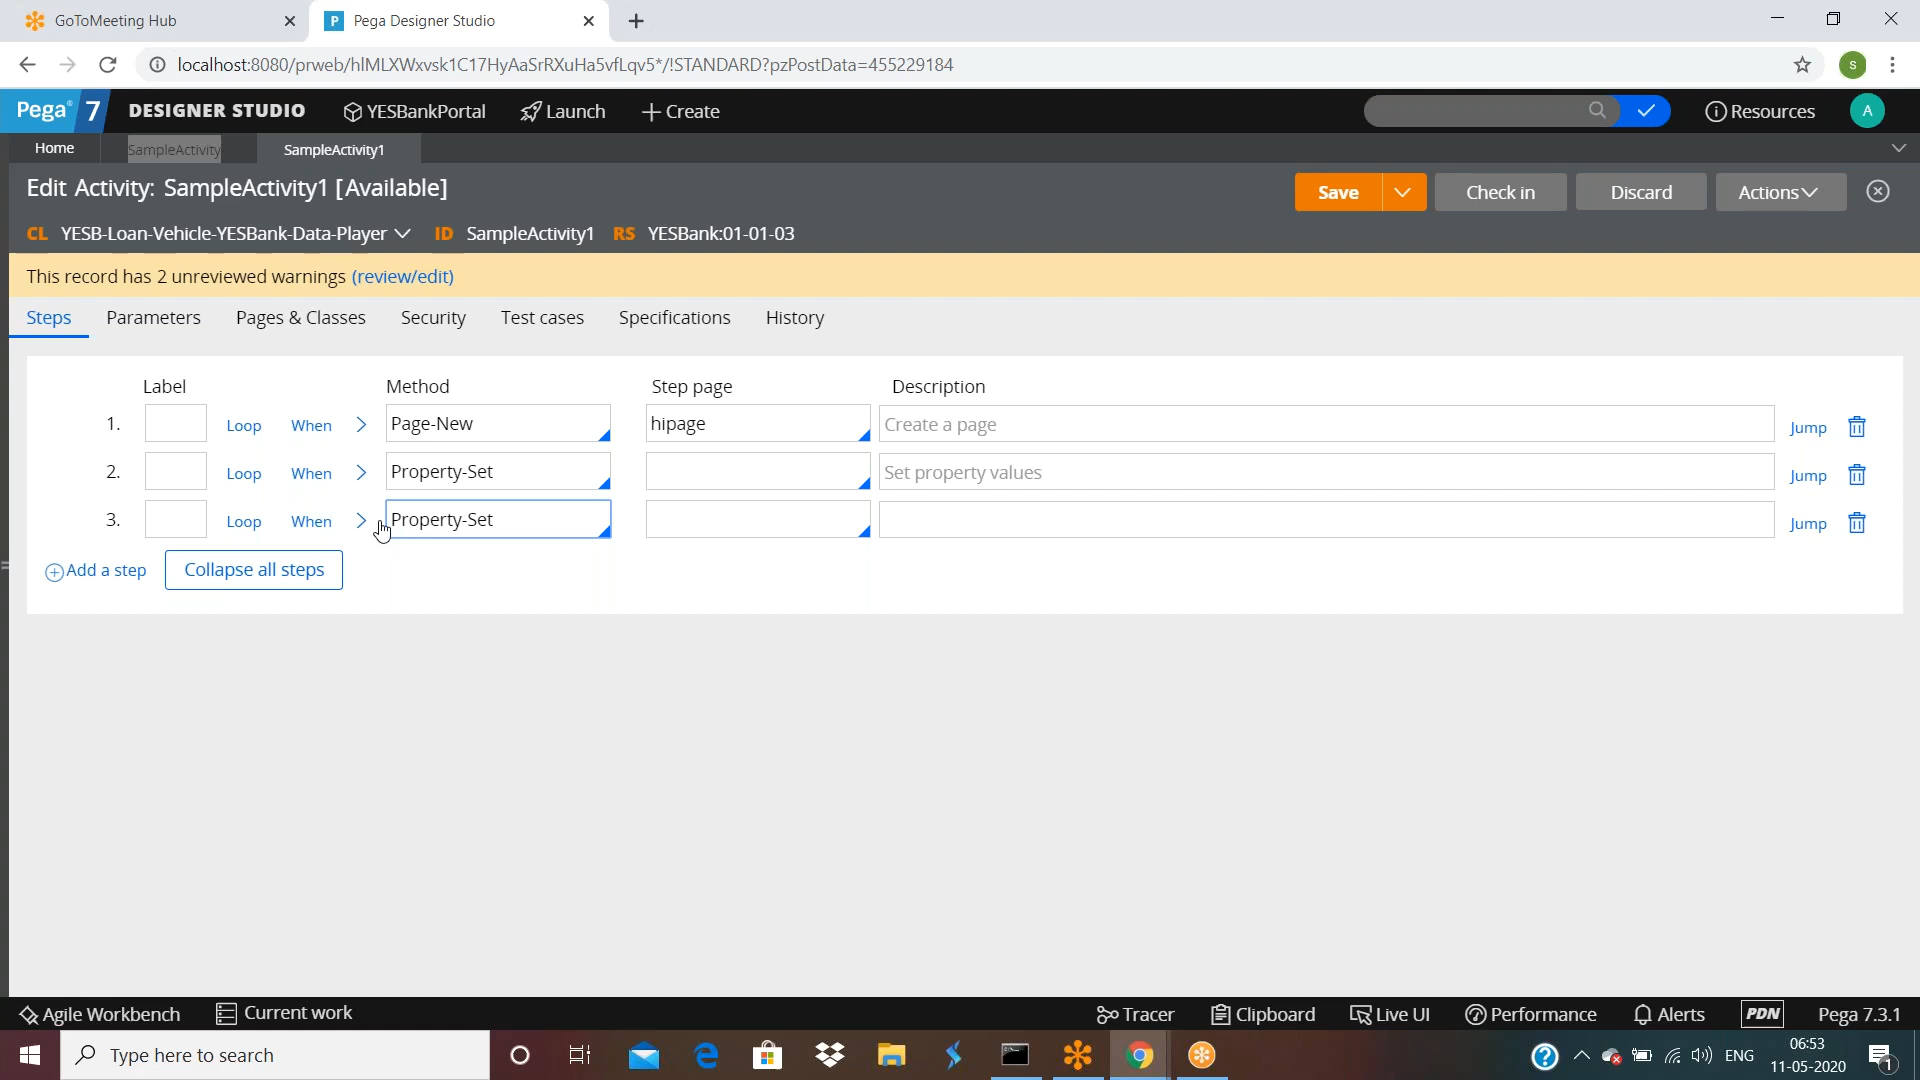 GoToMeeting Hub
Pega Designer Studio
localhost:8080/prweb/hIMLXWxvsk1C17HyAaSrRXuHa5vfLqv5*/!STANDARD?pzPostData=455229184
s
Pega 7 DESIGNER STUDIO YESBankPortal Launch Create Resources A
Home SampleActivity SampleActivity1
Edit Activity: SampleActivity1 [Available]
Save Check in Discard Actions
CL YESB-Loan-Vehicle-YESBank-Data-Player ID SampleActivity1 RS YESBank:01-01-03
This record has 2 unreviewed warnings (review/edit)
Steps Parameters Pages & Classes Security Test cases Specifications History
Label Method Step page Description
1. Loop When Page-New hipage Create a page Jump
2. Loop When Property-Set Set property values Jump
3. Loop When Property-Set Jump
Add a step Collapse all steps
Agile Workbench Current work Tracer Clipboard Live UI Performance Alerts PDN Pega 7.3.1
Type here to search
ENG
06:53
11-05-2020
1